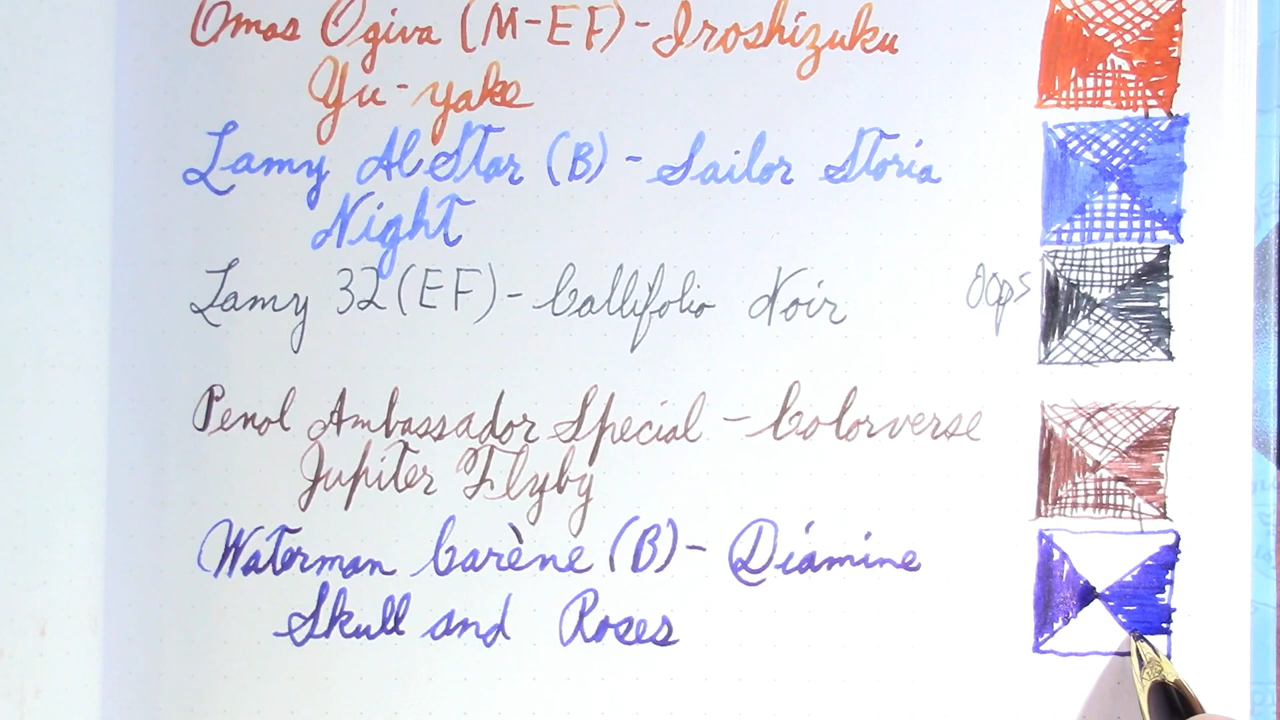 Omas Ogiva (M-EF)-Iroshizuku
Yu-yake
Lamy Al Star (B) - Sailor Storia
Night
Lamy 32(EF)- Callifolio Noir
oops
Penol Ambassador Special - Colorverse
Jupiter Flyby
Waterman Carène (B)- Diamine
Skull and Roses